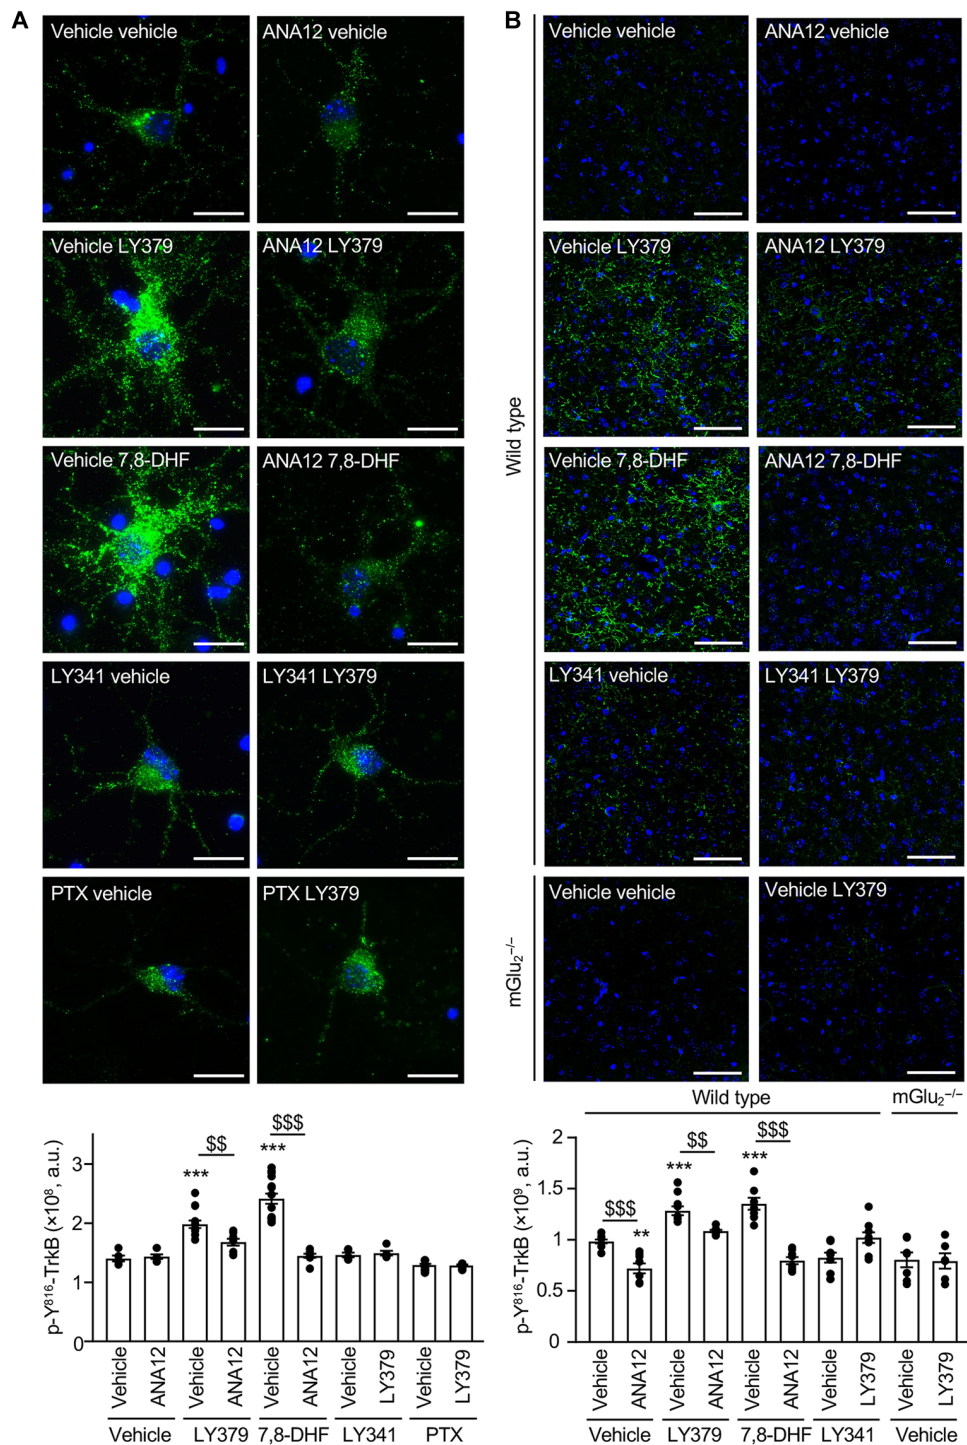 A
B
Vehicle vehicle
ANA12 vehicle
Vehicle vehicle
ANA12 vehicle
Vehicle LY379
ANA12 LY379
Vehicle LY379
ANA12 LY379
Wild type
Vehicle 7,8-DHF
ANA12 7,8-DHF
Vehicle 7,8-DHF
ANA12 7,8-DHF
LY341 vehicle
LY341 LY379
LY341 vehicle
LY341 LY379
PTX vehicle
PTX LY379
Vehicle vehicle
Vehicle LY379
mGlu₂⁻/⁻
p-Y⁸¹⁶-TrkB (×10⁸, a.u.)
3
2
1
0
***
$$
***
$$$
Vehicle
ANA12
Vehicle
ANA12
Vehicle
ANA12
Vehicle
LY379
Vehicle
LY379
Vehicle
LY379
7,8-DHF
LY341
PTX
Wild type
mGlu₂⁻/⁻
p-Y⁸¹⁶-TrkB (×10⁹, a.u.)
2
1.5
1
0.5
0
$$$
**
***
$$
***
$$$
Vehicle
ANA12
Vehicle
ANA12
Vehicle
ANA12
Vehicle
LY379
Vehicle
LY379
Vehicle
LY379
7,8-DHF
LY341
Vehicle